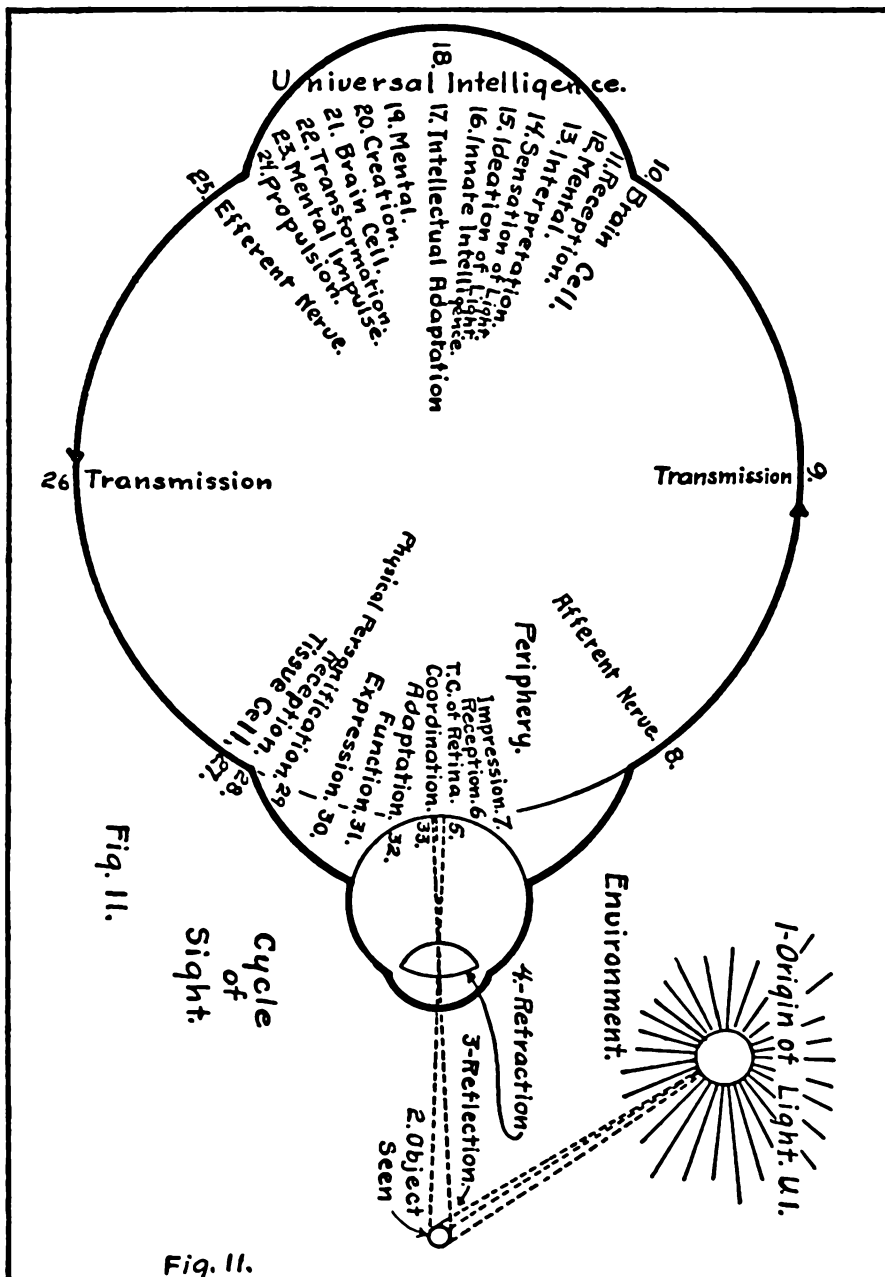 18.
Universal Intelligence.
17. Intellectual Adaptation
16. Innate Intelligence.
15. Ideation of Light.
14. Sensation of Light.
13. Interpretation.
12. Mental.
11. Reception.
10. Brain Cell.
19. Mental.
20. Creation.
21. Brain Cell.
22. Transformation.
23. Mental Impulse.
24. Propulsion.
25. Efferent Nerve.
26 Transmission
Transmission 9.
Afferent Nerve. 8.
Periphery.
Impression. 7.
Reception. 6
T.C. of Retina. 5.
Coordination. 33.
Adaptation. 32.
Function. 31.
Expression. 30.
Physical Personification. 29
Reception. 28.
Tissue Cell. 27.
Environment.
1-Origin of Light. U.I.
4.-Refraction
3-Reflection.
2. Object
Seen
Cycle
of
Sight.
Fig. 11.
Fig. 11.